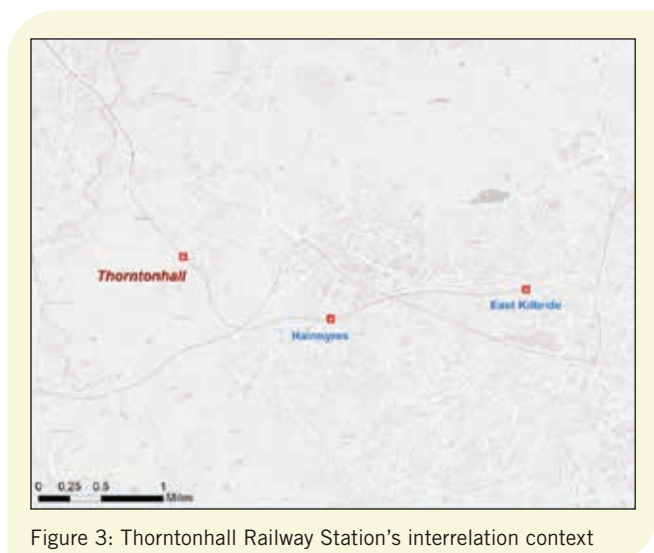 Thorntonhall
East Kilbride
Hairmyres
0 0.25 0.5 1
Miles
Figure 3: Thorntonhall Railway Station's interrelation context